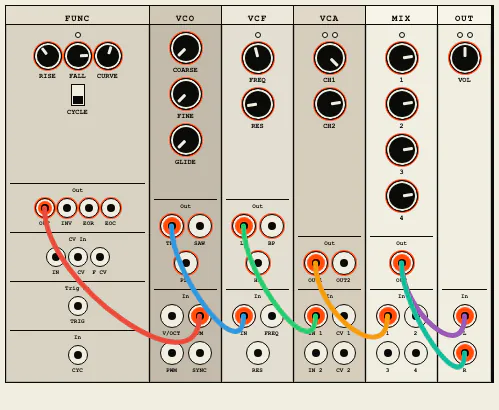 FUNC VCO VCF VCA MIX OUT
RISE FALL CURVE COARSE FREQ CH1 1 VOL
CYCLE FINE RES CH2 2
GLIDE 3
4
Out Out Out Out Out
OUT INV EOR EOC SAW BP
CV In OUT2
IN CV F CV
Trig In In In In In
TRIG V/OCT FREQ IN 1 CV 1 1 2
In
CYC PWM SYNC RES IN 2 CV 2 3 4 R